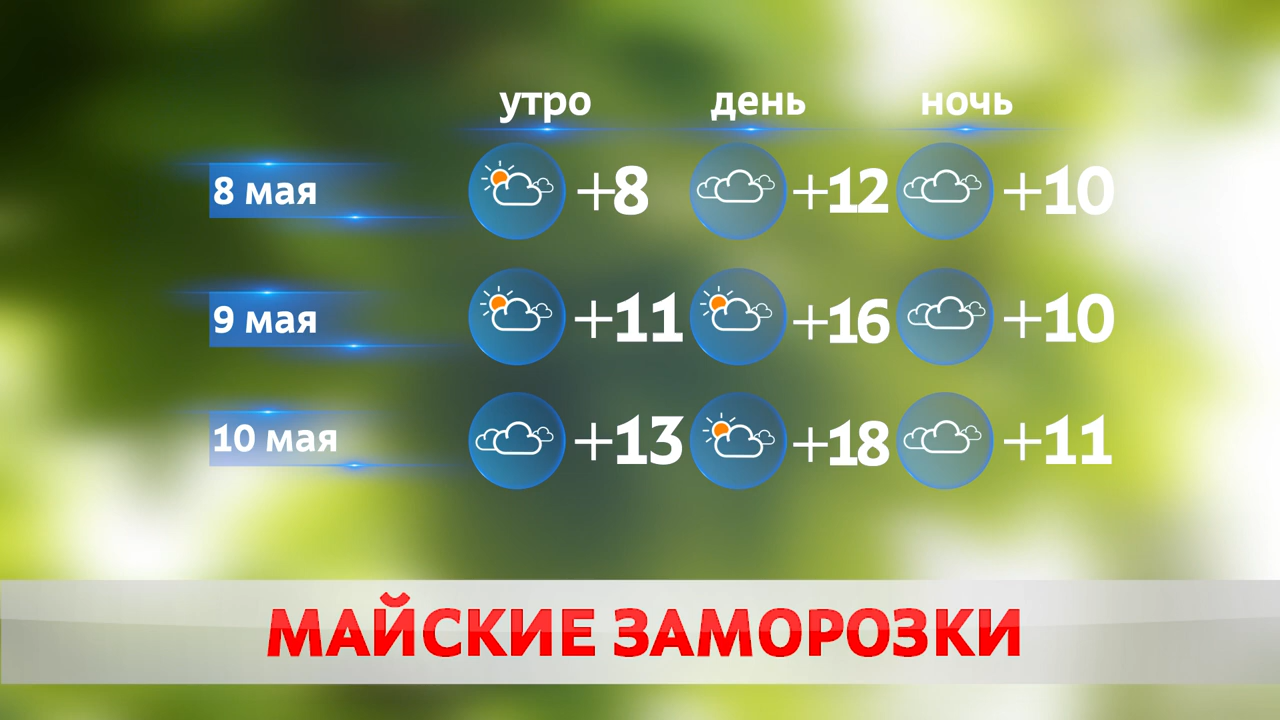 утро день ночь
8 мая +8 +12 +10
9 мая +11 +16 +10
10 мая +13 +18 +11
МАЙСКИЕ ЗАМОРОЗКИ